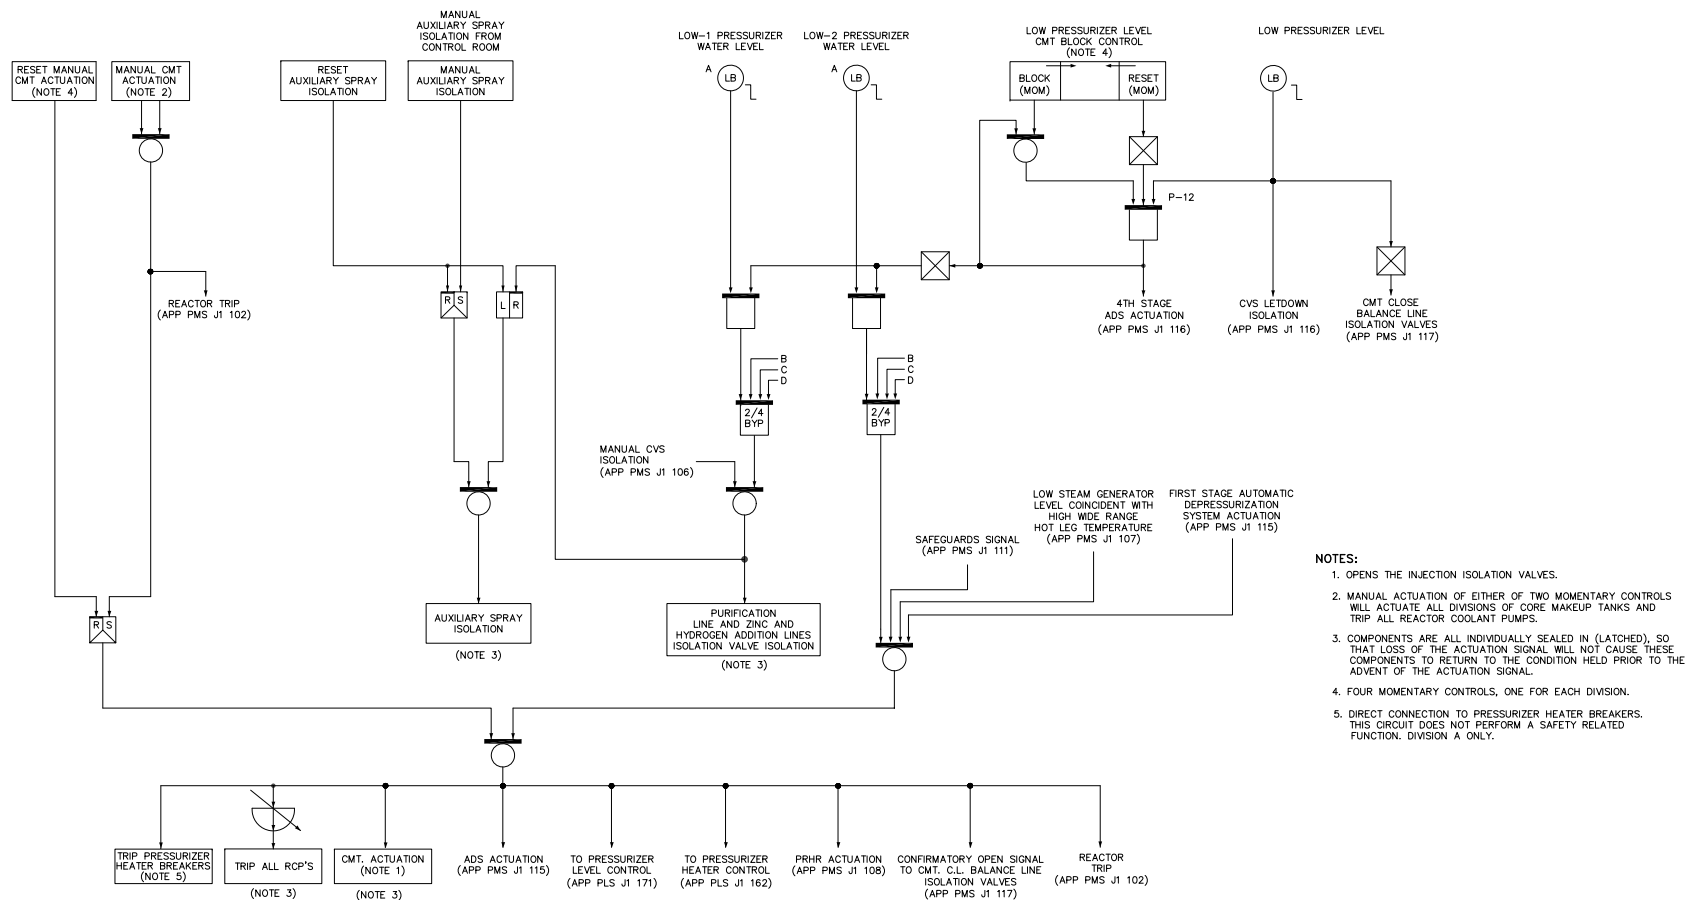 MANUAL
AUXILIARY SPRAY
ISOLATION FROM
CONTROL ROOM
LOW-1 PRESSURIZER
WATER LEVEL
LOW-2 PRESSURIZER
WATER LEVEL
LOW PRESSURIZER LEVEL
CMT BLOCK CONTROL
(NOTE 4)
LOW PRESSURIZER LEVEL
RESET MANUAL
CMT ACTUATION
(NOTE 4)
MANUAL CMT
ACTUATION
(NOTE 2)
RESET
AUXILIARY SPRAY
ISOLATION
MANUAL
AUXILIARY SPRAY
ISOLATION
A
LB
A
LB
BLOCK
(MOM)
RESET
(MOM)
LB
P-12
REACTOR TRIP
(APP PMS J1 102)
R S
L R
4TH STAGE
ADS ACTUATION
(APP PMS J1 116)
CVS LETDOWN
ISOLATION
(APP PMS J1 116)
CMT CLOSE
BALANCE LINE
ISOLATION VALVES
(APP PMS J1 117)
B
C
D
2/4
BYP
B
C
D
2/4
BYP
MANUAL CVS
ISOLATION
(APP PMS J1 106)
SAFEGUARDS SIGNAL
(APP PMS J1 111)
LOW STEAM GENERATOR
LEVEL COINCIDENT WITH
HIGH WIDE RANGE
HOT LEG TEMPERATURE
(APP PMS J1 107)
FIRST STAGE AUTOMATIC
DEPRESSURIZATION
SYSTEM ACTUATION
(APP PMS J1 115)
R S
AUXILIARY SPRAY
ISOLATION
(NOTE 3)
PURIFICATION
LINE AND ZINC AND
HYDROGEN ADDITION LINES
ISOLATION VALVE ISOLATION
(NOTE 3)
NOTES:
1. OPENS THE INJECTION ISOLATION VALVES.
2. MANUAL ACTUATION OF EITHER OF TWO MOMENTARY CONTROLS
WILL ACTUATE ALL DIVISIONS OF CORE MAKEUP TANKS AND
TRIP ALL REACTOR COOLANT PUMPS.
3. COMPONENTS ARE ALL INDIVIDUALLY SEALED IN (LATCHED), SO
THAT LOSS OF THE ACTUATION SIGNAL WILL NOT CAUSE THESE
COMPONENTS TO RETURN TO THE CONDITION HELD PRIOR TO THE
ADVENT OF THE ACTUATION SIGNAL.
4. FOUR MOMENTARY CONTROLS, ONE FOR EACH DIVISION.
5. DIRECT CONNECTION TO PRESSURIZER HEATER BREAKERS.
THIS CIRCUIT DOES NOT PERFORM A SAFETY RELATED
FUNCTION. DIVISION A ONLY.
TRIP PRESSURIZER
HEATER BREAKERS
(NOTE 5)
TRIP ALL RCP'S
(NOTE 3)
CMT. ACTUATION
(NOTE 1)
(NOTE 3)
ADS ACTUATION
(APP PMS J1 115)
TO PRESSURIZER
LEVEL CONTROL
(APP PLS J1 171)
TO PRESSURIZER
HEATER CONTROL
(APP PLS J1 162)
PRHR ACTUATION
(APP PMS J1 108)
CONFIRMATORY OPEN SIGNAL
TO CMT. C.L. BALANCE LINE
ISOLATION VALVES
(APP PMS J1 117)
REACTOR
TRIP
(APP PMS J1 102)